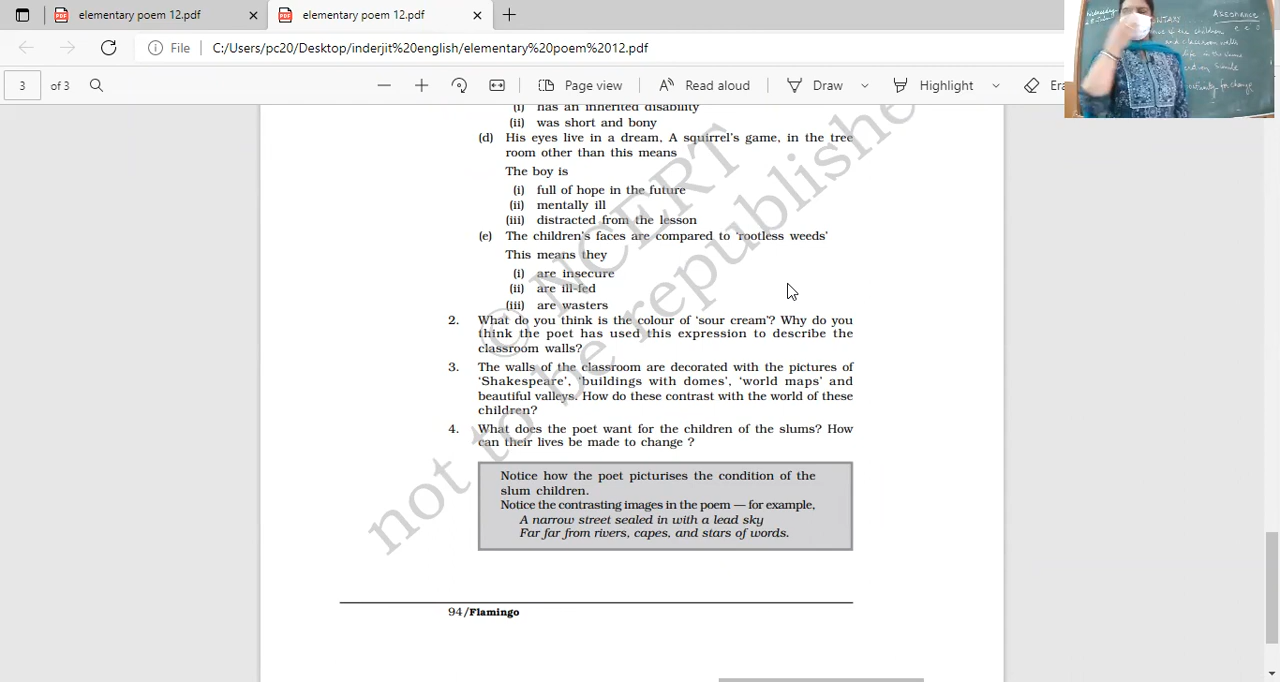 elementary poem 12.pdf
elementary poem 12.pdf
File
C:/Users/pc20/Desktop/inderjit%20english/elementary%20poem%2012.pdf
3 of 3
Page view
Read aloud
Draw
Highlight
Era
Assonance
(i) has an inherited disability
(ii) was short and bony
(d) His eyes live in a dream, A squirrel's game, in the tree
room other than this means
The boy is
(i) full of hope in the future
(ii) mentally ill
(iii) distracted from the lesson
(e) The children's faces are compared to 'rootless weeds'
This means they
(i) are insecure
(ii) are ill-fed
(iii) are wasters
2. What do you think is the colour of 'sour cream'? Why do you
think the poet has used this expression to describe the
classroom walls?
3. The walls of the classroom are decorated with the pictures of
'Shakespeare', 'buildings with domes', 'world maps' and
beautiful valleys. How do these contrast with the world of these
children?
4. What does the poet want for the children of the slums? How
can their lives be made to change ?
Notice how the poet picturises the condition of the
slum children.
Notice the contrasting images in the poem — for example,
A narrow street sealed in with a lead sky
Far far from rivers, capes, and stars of words.
94/Flamingo
© NCERT
not to be republishe